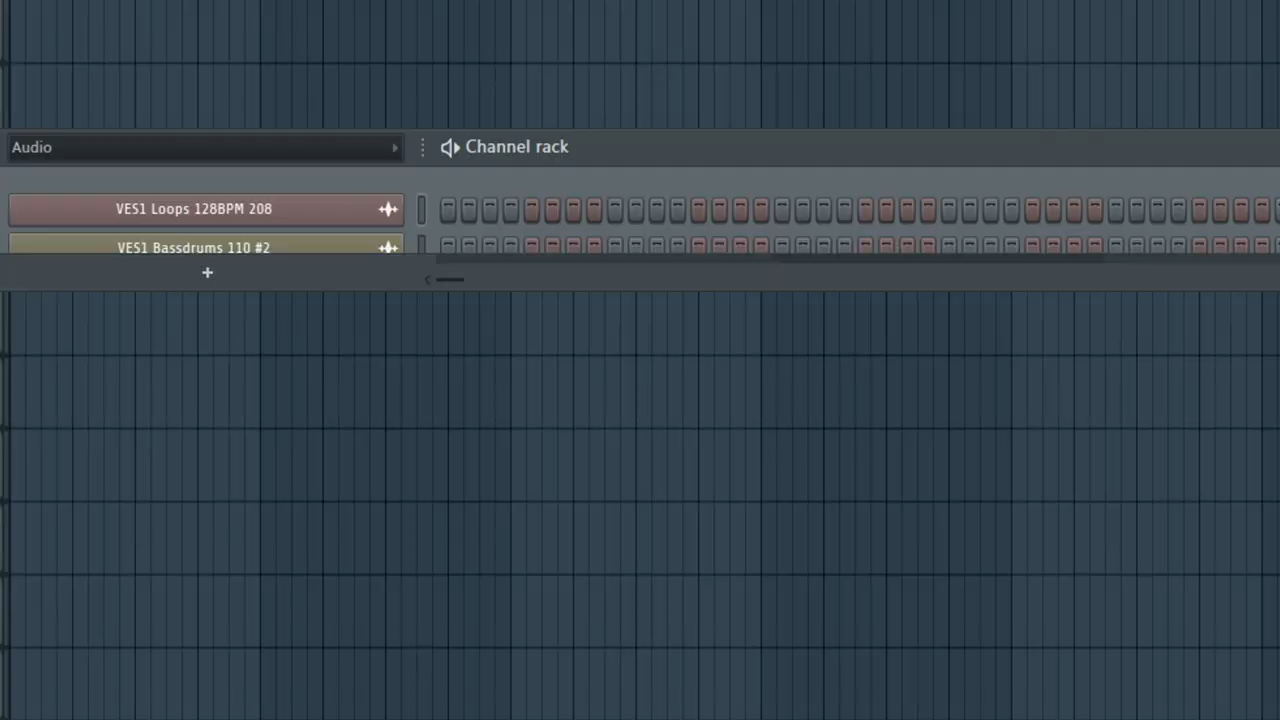 Audio
Channel rack
VES1 Loops 128BPM 208
VES1 Bassdrums 110 #2
+